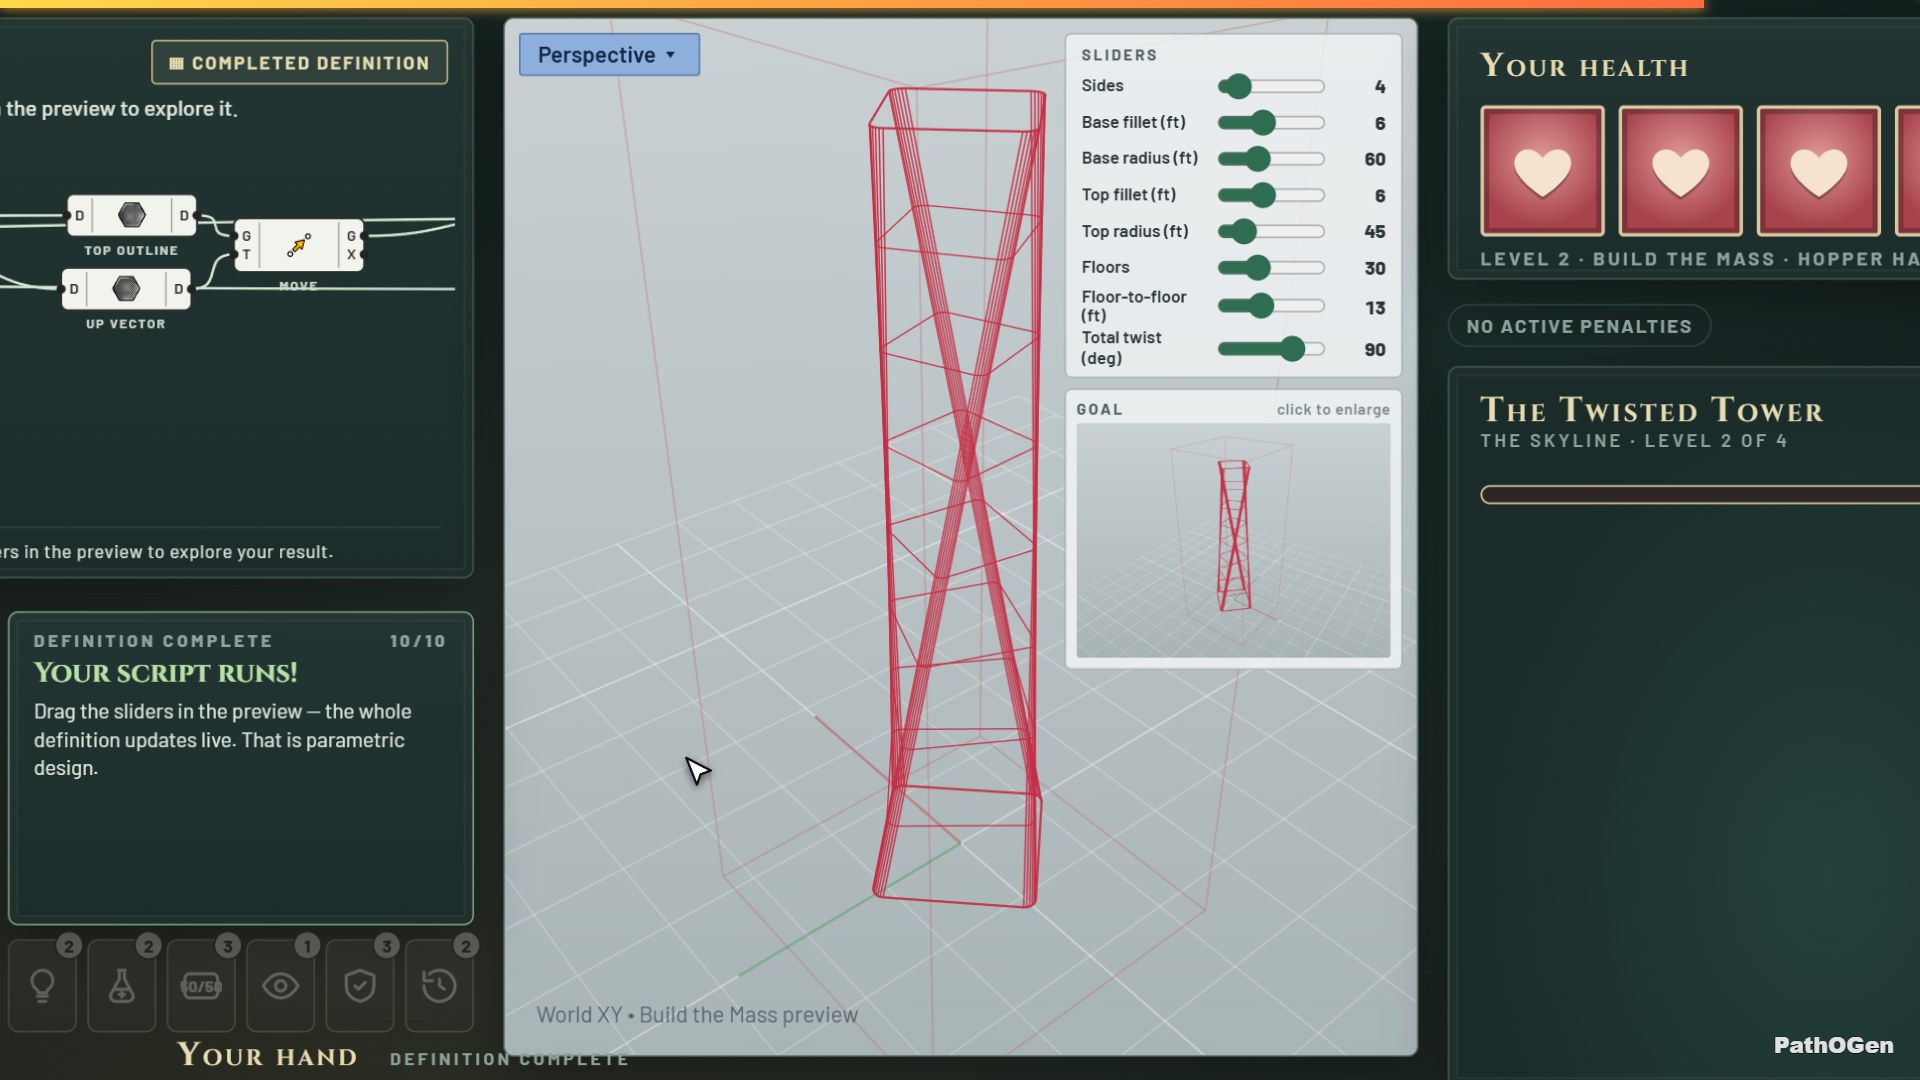 COMPLETED DEFINITION
the preview to explore it.
D D
TOP OUTLINE
G G
T X
MOVE
D D
UP VECTOR
rs in the preview to explore your result.
DEFINITION COMPLETE 10/10
YOUR SCRIPT RUNS!
Drag the sliders in the preview — the whole
definition updates live. That is parametric
design.
2 2 3 1 3 2
50/50
YOUR HAND DEFINITION COMPLETE
Perspective
SLIDERS
Sides 4
Base fillet (ft) 6
Base radius (ft) 60
Top fillet (ft) 6
Top radius (ft) 45
Floors 30
Floor-to-floor
(ft) 13
Total twist
(deg) 90
GOAL click to enlarge
World XY • Build the Mass preview
YOUR HEALTH
LEVEL 2 · BUILD THE MASS · HOPPER HA
NO ACTIVE PENALTIES
THE TWISTED TOWER
THE SKYLINE · LEVEL 2 OF 4
PathOGen